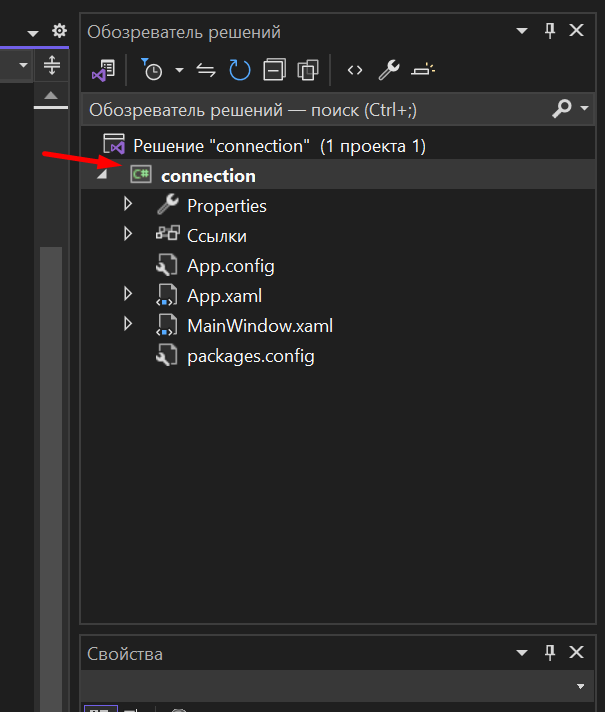 Обозреватель решений
Обозреватель решений — поиск (Ctrl+;)
Решение "connection" (1 проекта 1)
C# connection
Properties
Ссылки
App.config
App.xaml
MainWindow.xaml
packages.config
Свойства